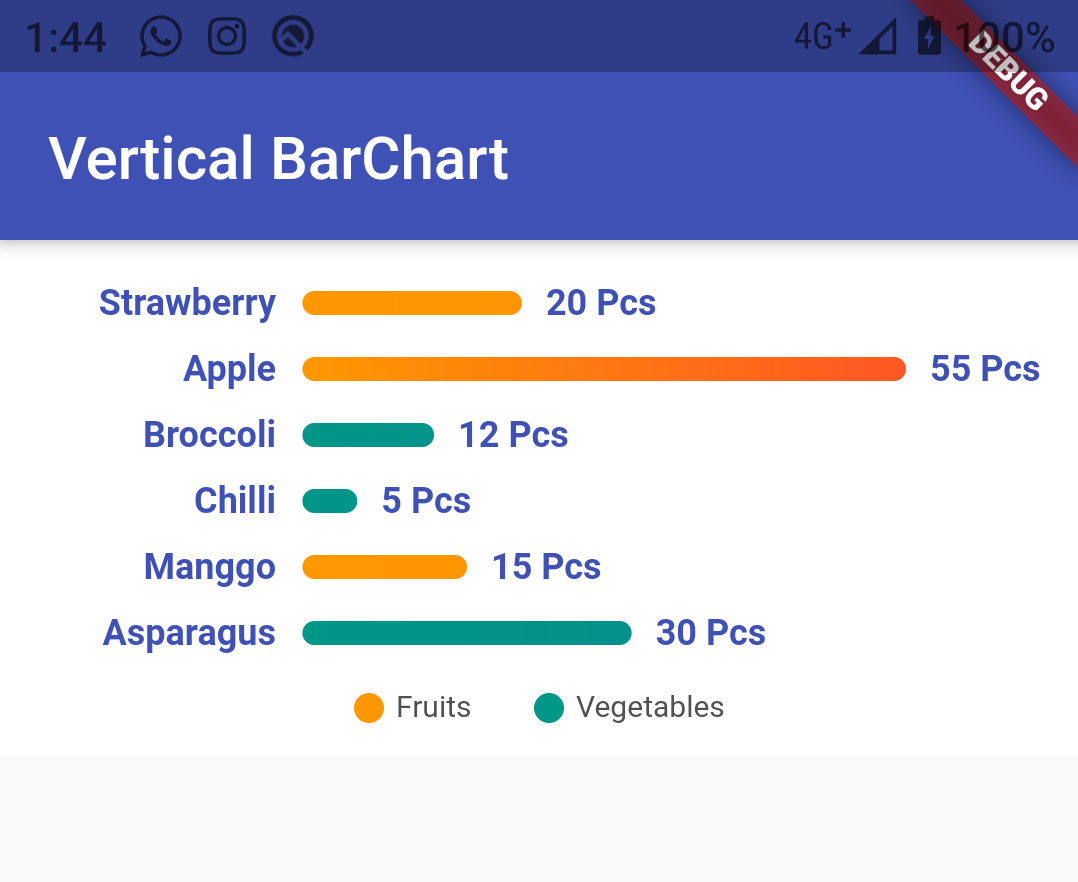 1:44 4G+ 100%
DEBUG
Vertical BarChart
Strawberry 20 Pcs
Apple 55 Pcs
Broccoli 12 Pcs
Chilli 5 Pcs
Manggo 15 Pcs
Asparagus 30 Pcs
Fruits Vegetables